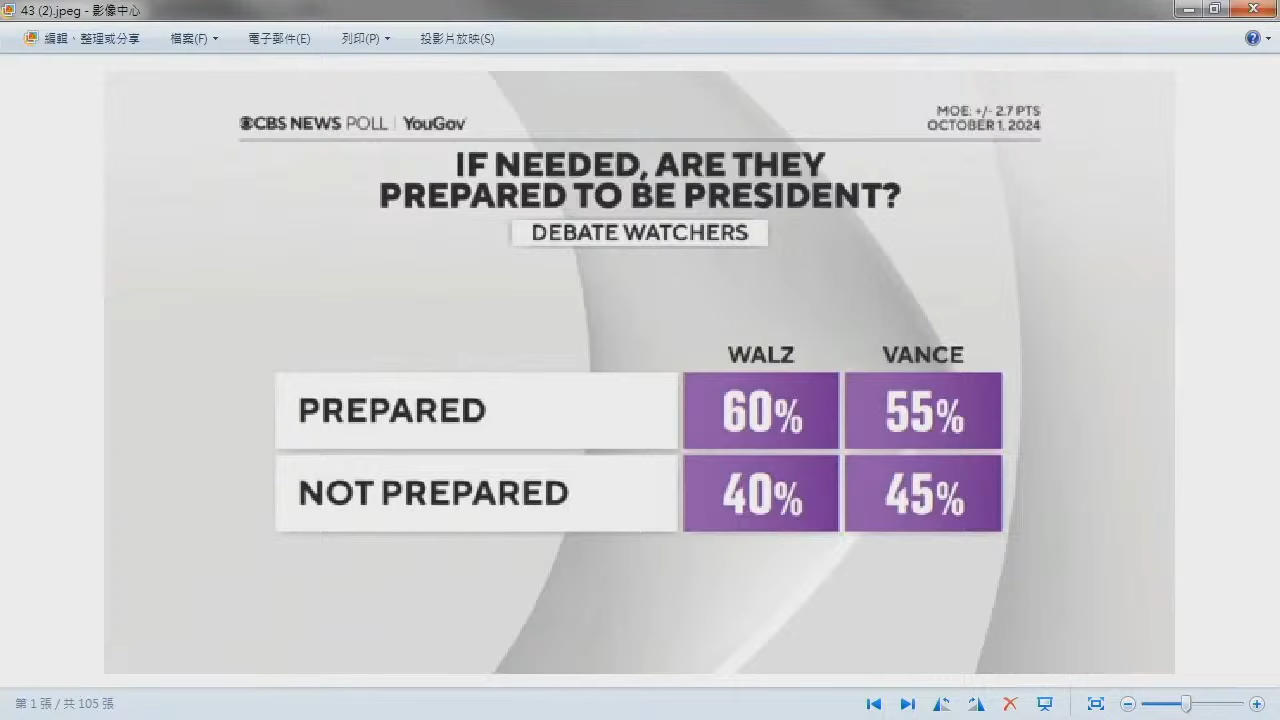 43 (2).jpeg - 影像中心
編輯、整理或分享 檔案(F) 電子郵件(E) 列印(P) 投影片放映(S)
CBS NEWS POLL | YouGov
MOE: +/- 2.7 PTS
OCTOBER 1, 2024
IF NEEDED, ARE THEY
PREPARED TO BE PRESIDENT?
DEBATE WATCHERS
WALZ VANCE
PREPARED 60% 55%
NOT PREPARED 40% 45%
第 1 張 / 共 105 張